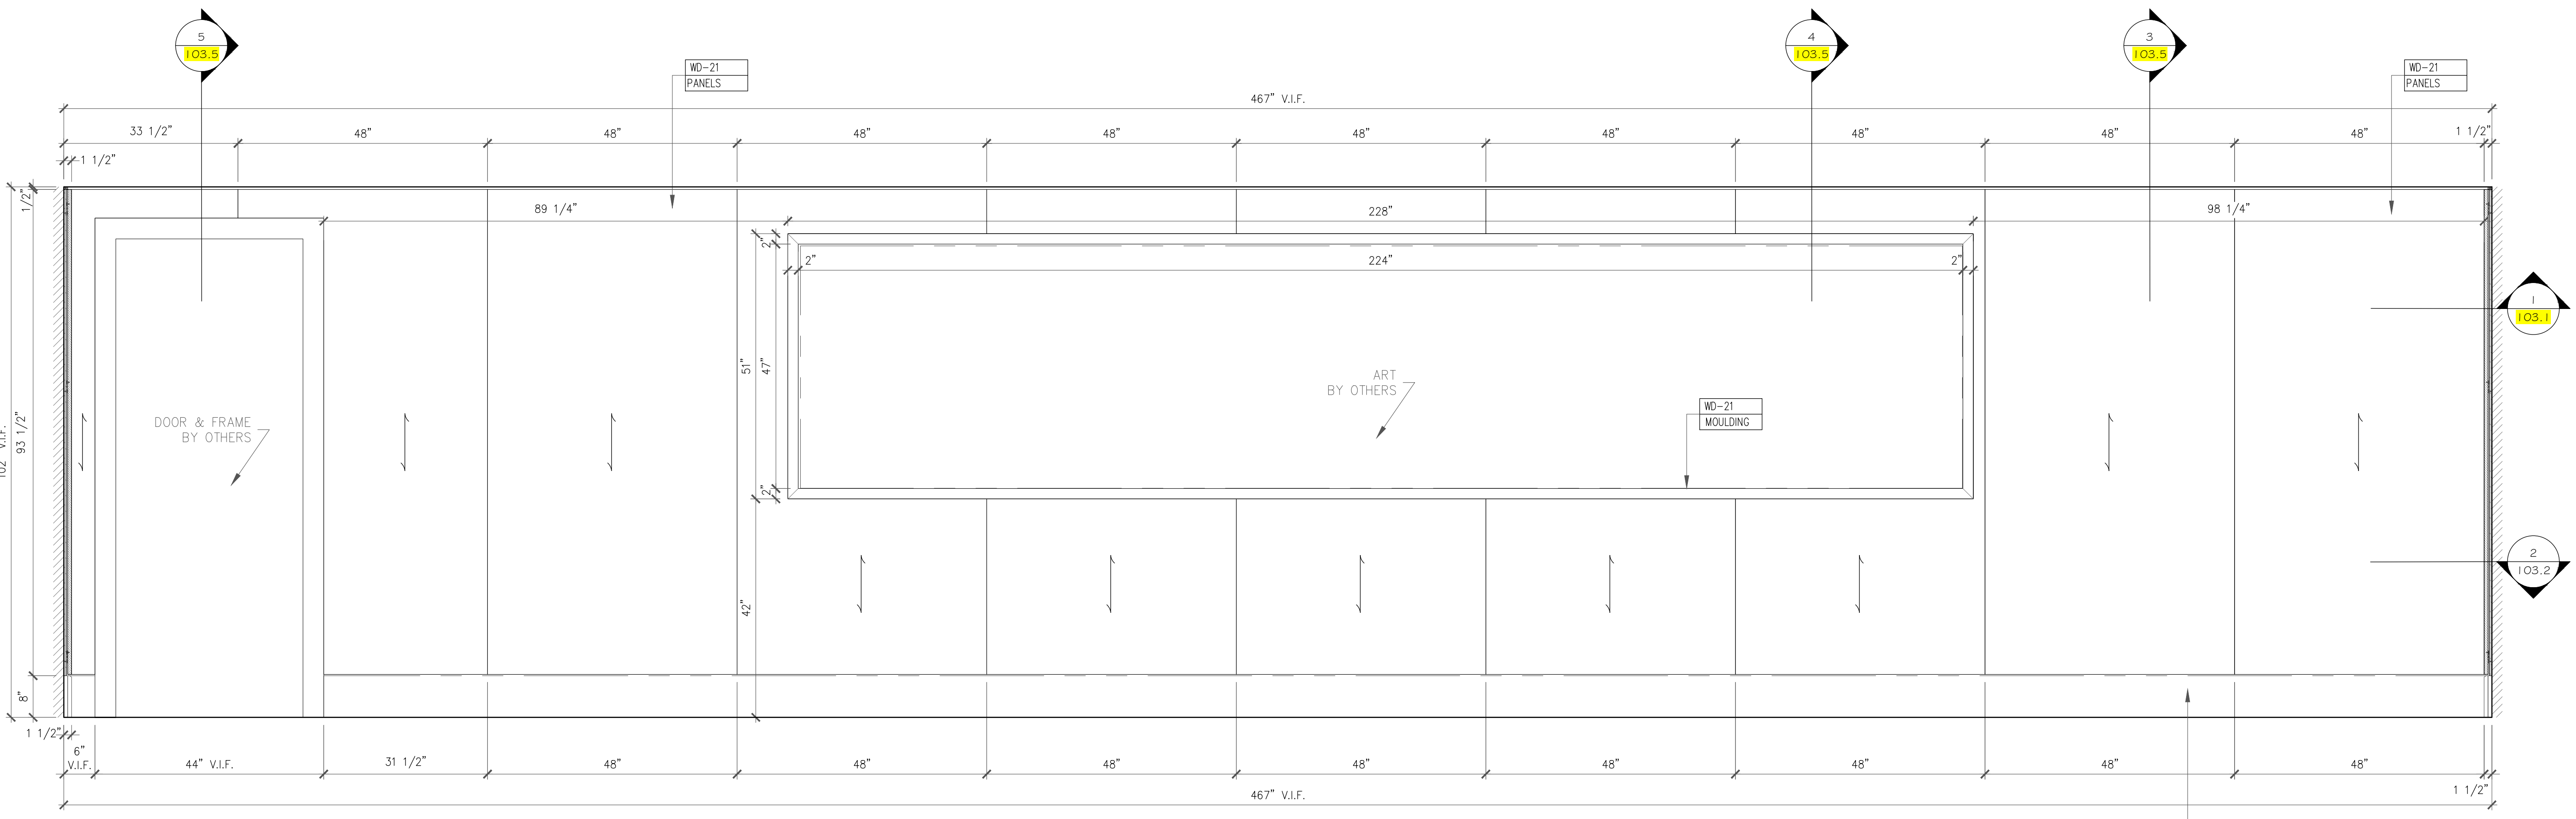 5
103.5
4
103.5
3
103.5
WD-21
PANELS
WD-21
PANELS
467" V.I.F.
33 1/2" 48" 48" 48" 48" 48" 48" 48" 48" 48" 1 1/2"
1 1/2"
1/2"
89 1/4" 228" 98 1/4"
2"
2" 224" 2"
1
103.1
51"
47"
ART
BY OTHERS
WD-21
MOULDING
DOOR & FRAME
BY OTHERS
102" V.I.F.
93 1/2"
2"
2
103.2
42"
8"
1 1/2"
6"
V.I.F.
44" V.I.F. 31 1/2" 48" 48" 48" 48" 48" 48" 48" 48"
467" V.I.F.
1 1/2"